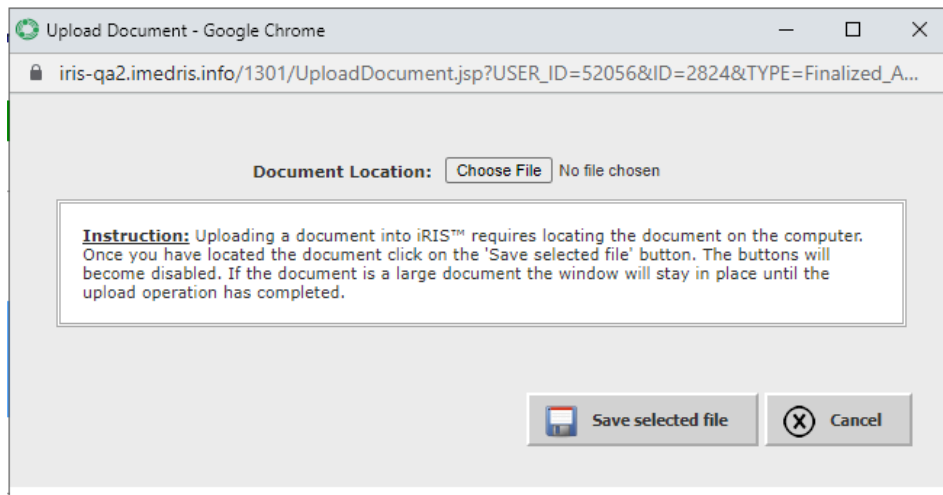 Upload Document - Google Chrome
iris-qa2.imedris.info/1301/UploadDocument.jsp?USER_ID=52056&ID=2824&TYPE=Finalized_A...
Document Location: Choose File No file chosen
Instruction: Uploading a document into iRIS™ requires locating the document on the computer.
Once you have located the document click on the 'Save selected file' button. The buttons will
become disabled. If the document is a large document the window will stay in place until the
upload operation has completed.
Save selected file Cancel